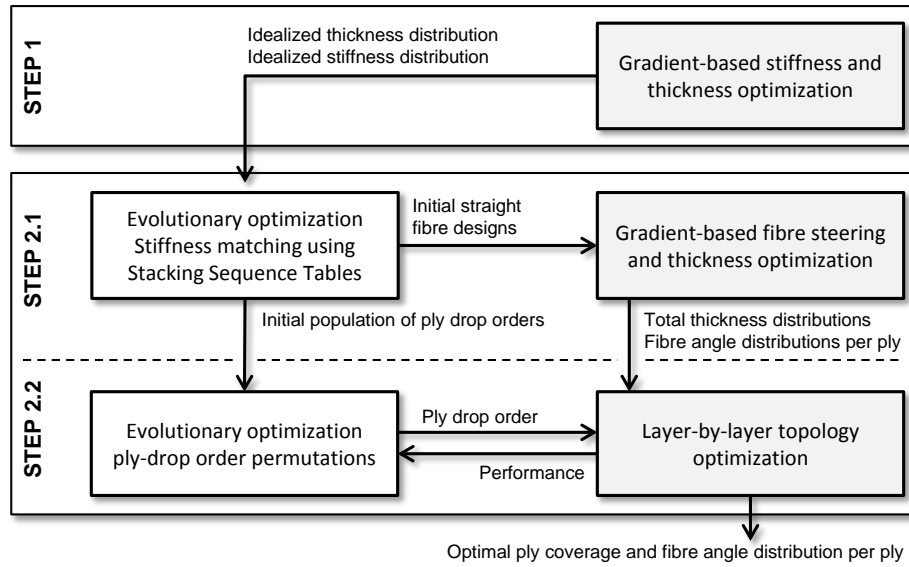 STEP 1
Idealized thickness distribution
Idealized stiffness distribution
Gradient-based stiffness and
thickness optimization
STEP 2.1
Evolutionary optimization
Stiffness matching using
Stacking Sequence Tables
Initial straight
fibre designs
Gradient-based fibre steering
and thickness optimization
Initial population of ply drop orders
Total thickness distributions
Fibre angle distributions per ply
STEP 2.2
Evolutionary optimization
ply-drop order permutations
Ply drop order
Performance
Layer-by-layer topology
optimization
Optimal ply coverage and fibre angle distribution per ply